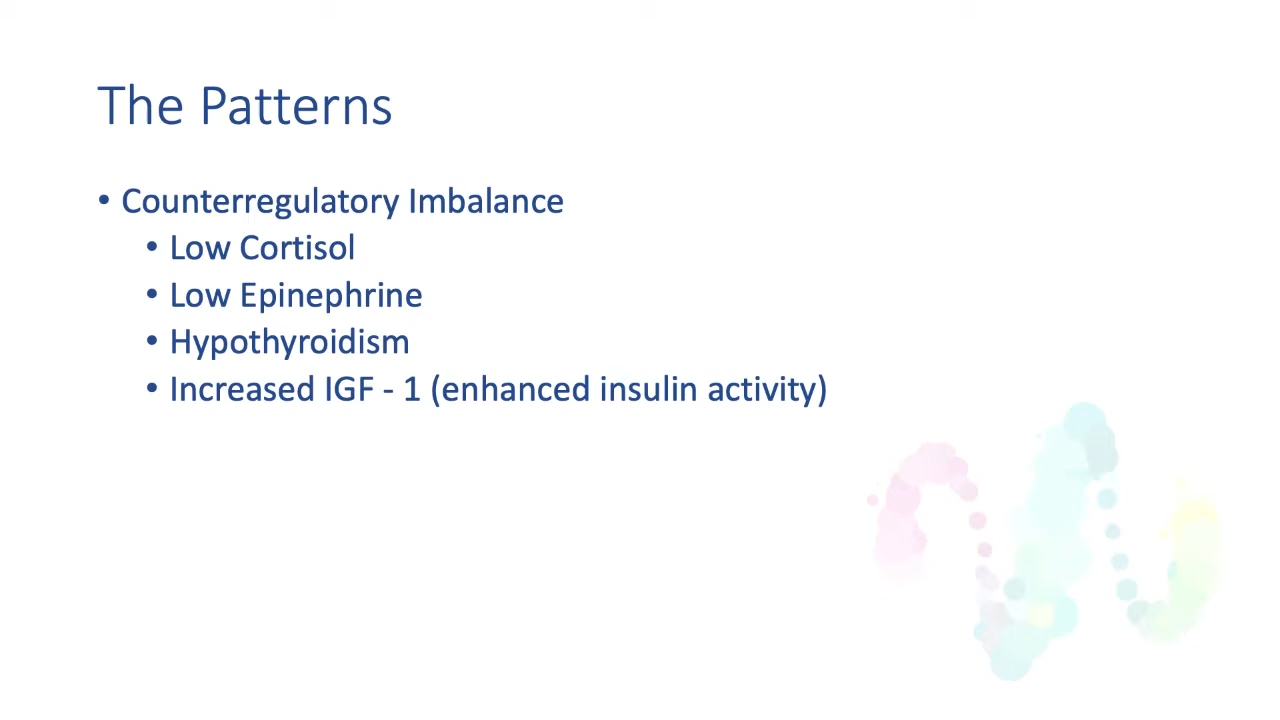 The Patterns
• Counterregulatory Imbalance
• Low Cortisol
• Low Epinephrine
• Hypothyroidism
• Increased IGF - 1 (enhanced insulin activity)